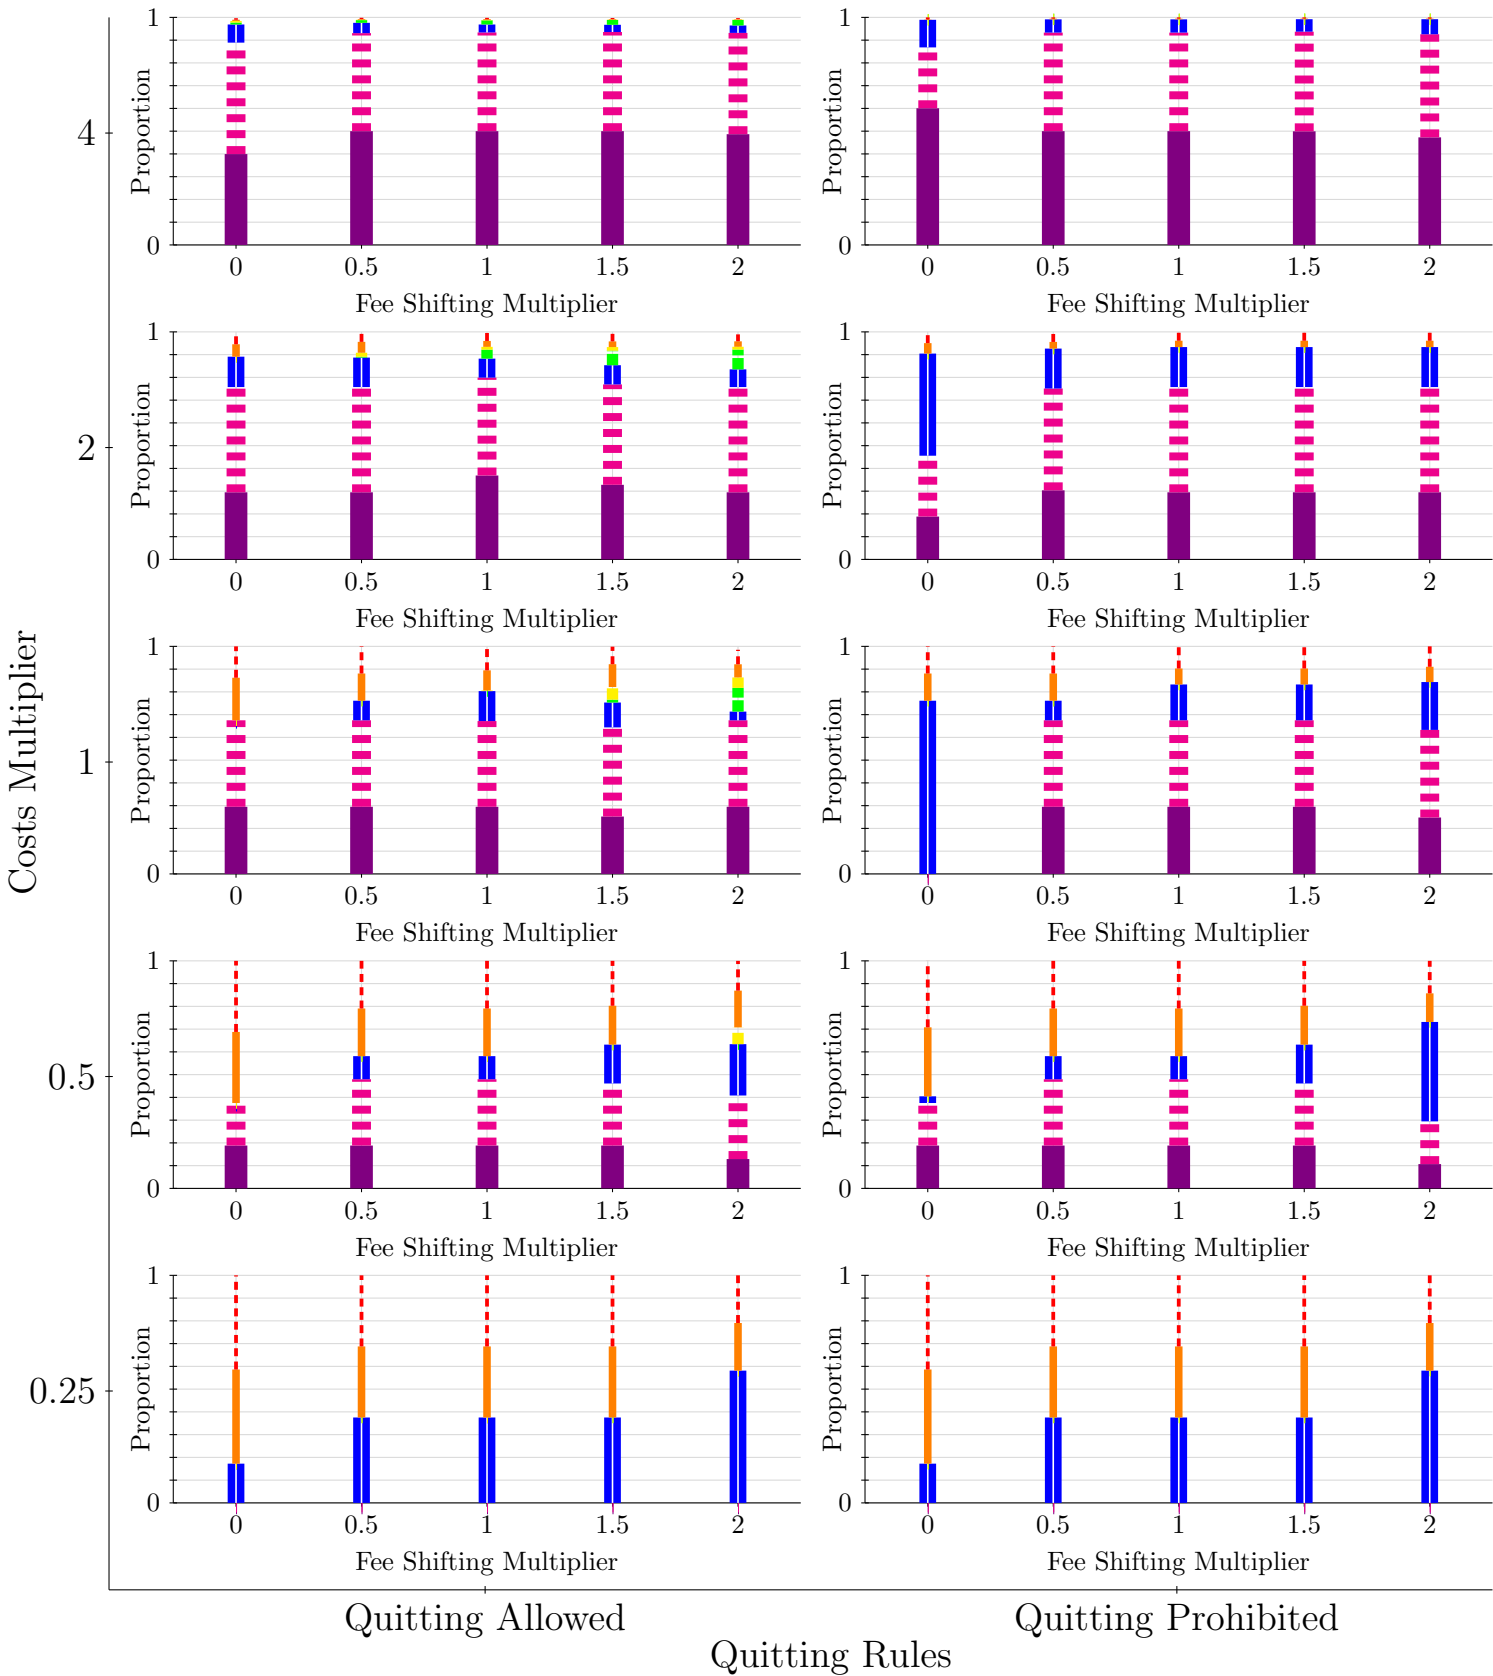 1
Proportion
0
0 0.5 1 1.5 2
Fee Shifting Multiplier
1
Proportion
0
0 0.5 1 1.5 2
Fee Shifting Multiplier
4
1
Proportion
0
0 0.5 1 1.5 2
Fee Shifting Multiplier
1
Proportion
0
0 0.5 1 1.5 2
Fee Shifting Multiplier
2
1
Proportion
0
0 0.5 1 1.5 2
Fee Shifting Multiplier
1
Proportion
0
0 0.5 1 1.5 2
Fee Shifting Multiplier
1
Costs Multiplier
1
Proportion
0
0 0.5 1 1.5 2
Fee Shifting Multiplier
1
Proportion
0
0 0.5 1 1.5 2
Fee Shifting Multiplier
0.5
1
Proportion
0
0 0.5 1 1.5 2
Fee Shifting Multiplier
1
Proportion
0
0 0.5 1 1.5 2
Fee Shifting Multiplier
0.25
Quitting Allowed
Quitting Prohibited
Quitting Rules